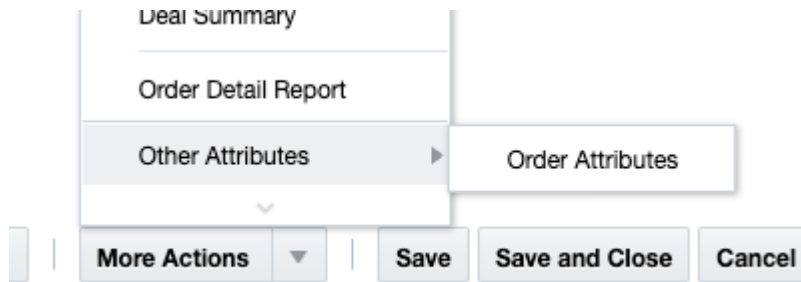 Deal Summary
Order Detail Report
Other Attributes
Order Attributes
More Actions
Save
Save and Close
Cancel